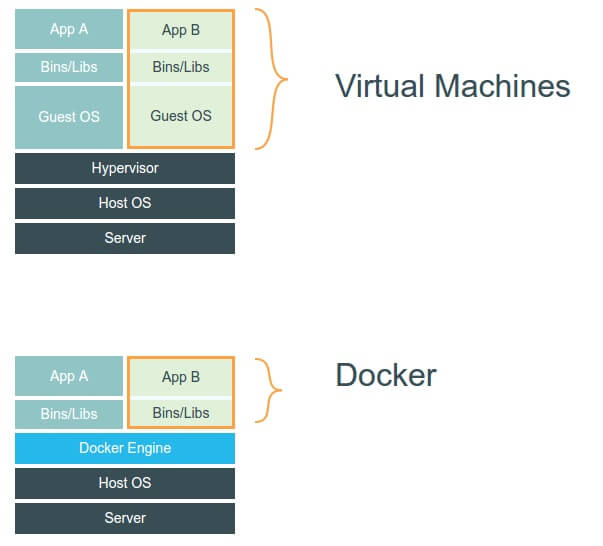 App A
App B
Bins/Libs
Bins/Libs
Guest OS
Guest OS
Virtual Machines
Hypervisor
Host OS
Server
App A
App B
Docker
Bins/Libs
Bins/Libs
Docker Engine
Host OS
Server